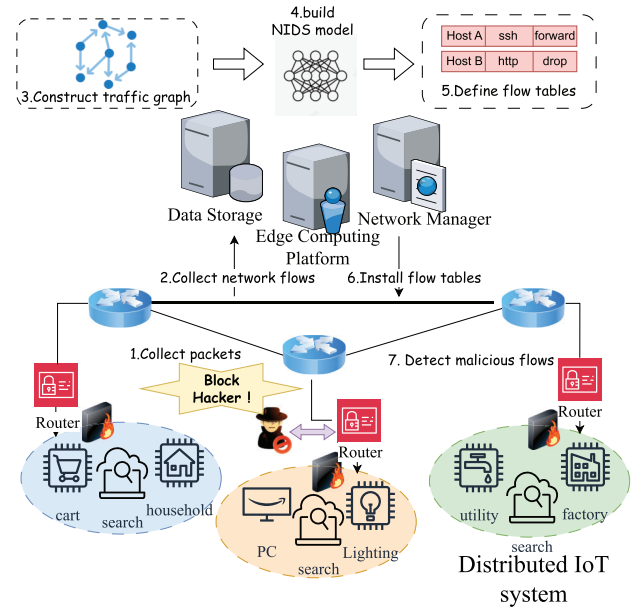 4.build
NIDS model
3.Construct traffic graph
Host A ssh forward
Host B http drop
5.Define flow tables
Data Storage
Edge Computing
Platform
Network Manager
2.Collect network flows
6.Install flow tables
1.Collect packets
7. Detect malicious flows
Block
Hacker !
Router
Router
Router
cart
search
household
PC
search
Lighting
utility
search
factory
Distributed IoT
system